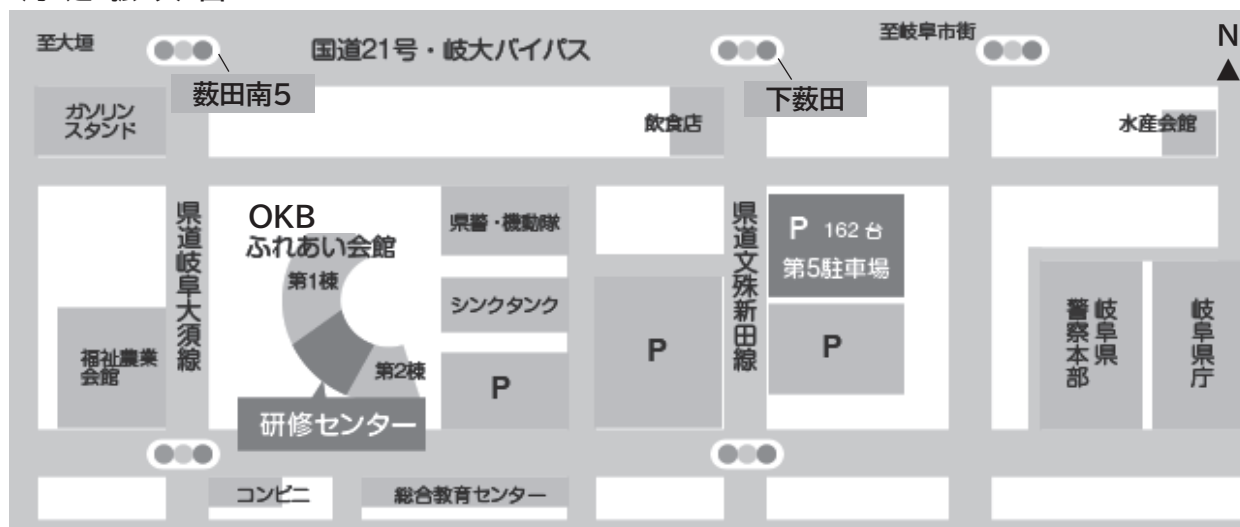 至大垣
国道21号・岐大バイパス
至岐阜市街
N
薮田南5
下薮田
ガソリン
スタンド
飲食店
水産会館
県道岐阜大須線
OKB
ふれあい会館
第1棟
第2棟
研修センター
県警・機動隊
シンクタンク
P
P
県道文殊新田線
P 162台
第5駐車場
P
岐阜県
警察本部
岐阜県庁
福祉農業
会館
コンビニ
総合教育センター